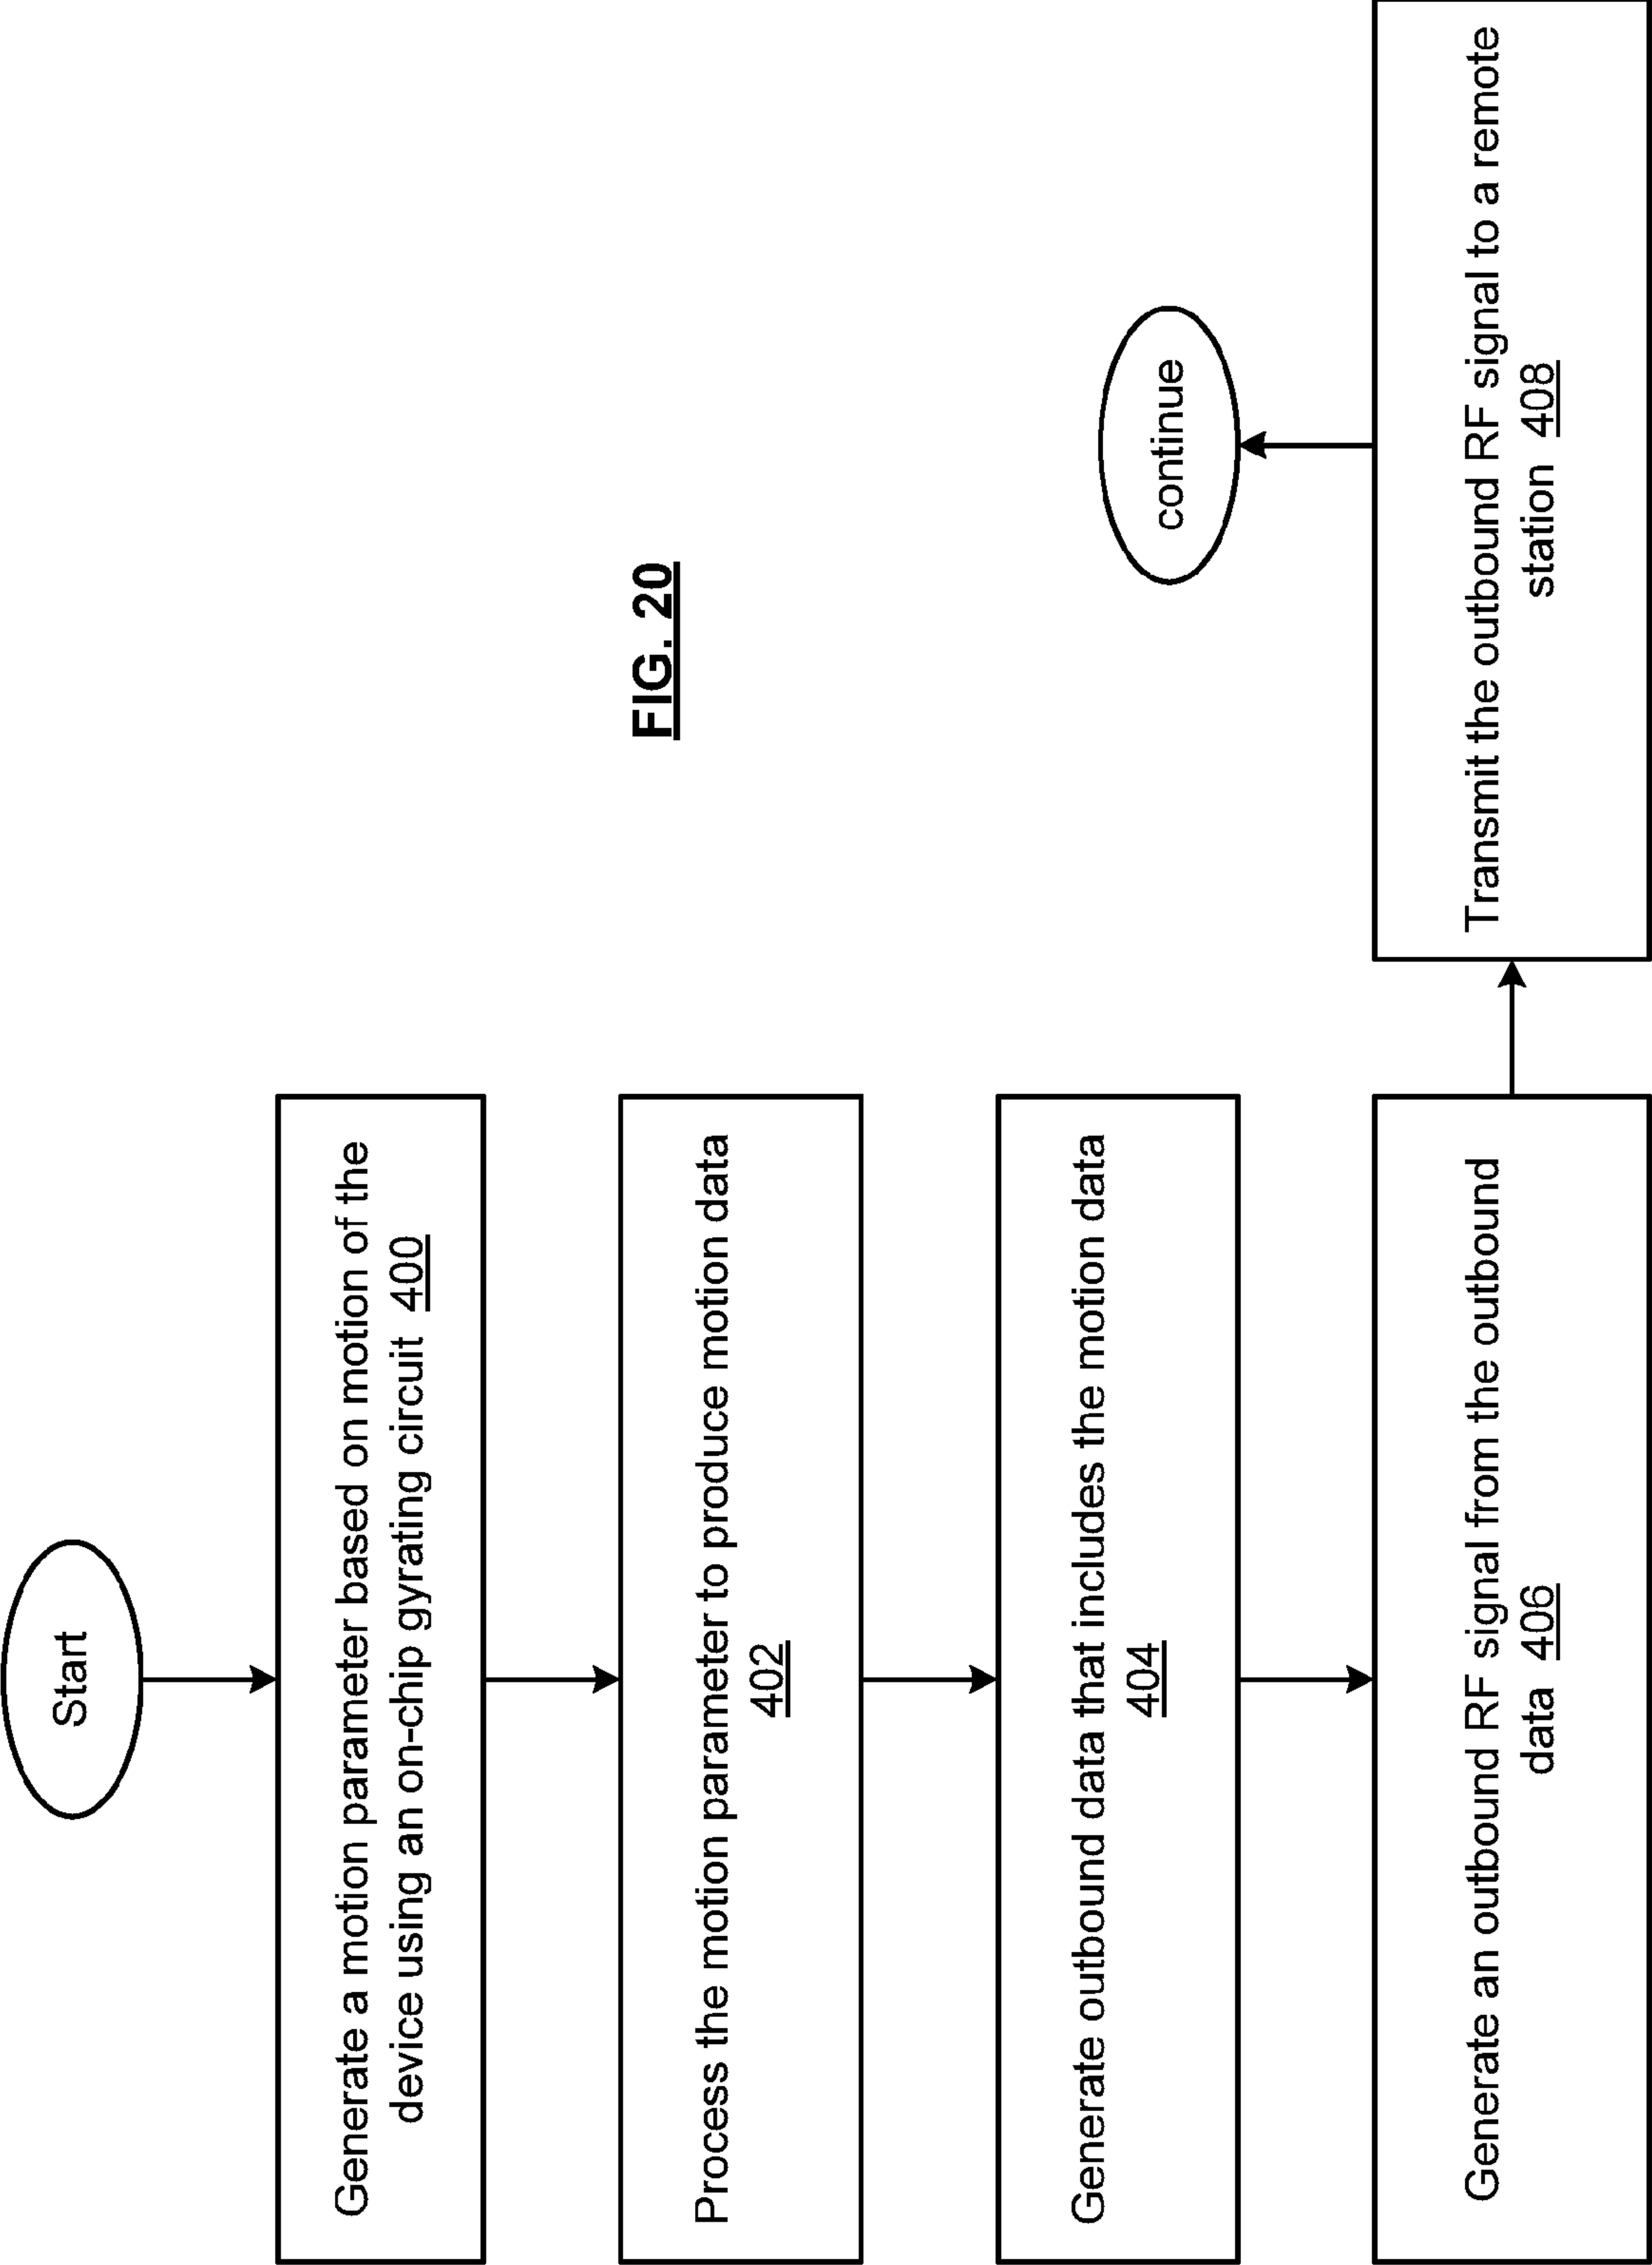 Start
Generate a motion parameter based on motion of the
device using an on-chip gyrating circuit 400
Process the motion parameter to produce motion data
402
Generate outbound data that includes the motion data
404
Generate an outbound RF signal from the outbound
data 406
Transmit the outbound RF signal to a remote
station 408
continue
FIG. 20